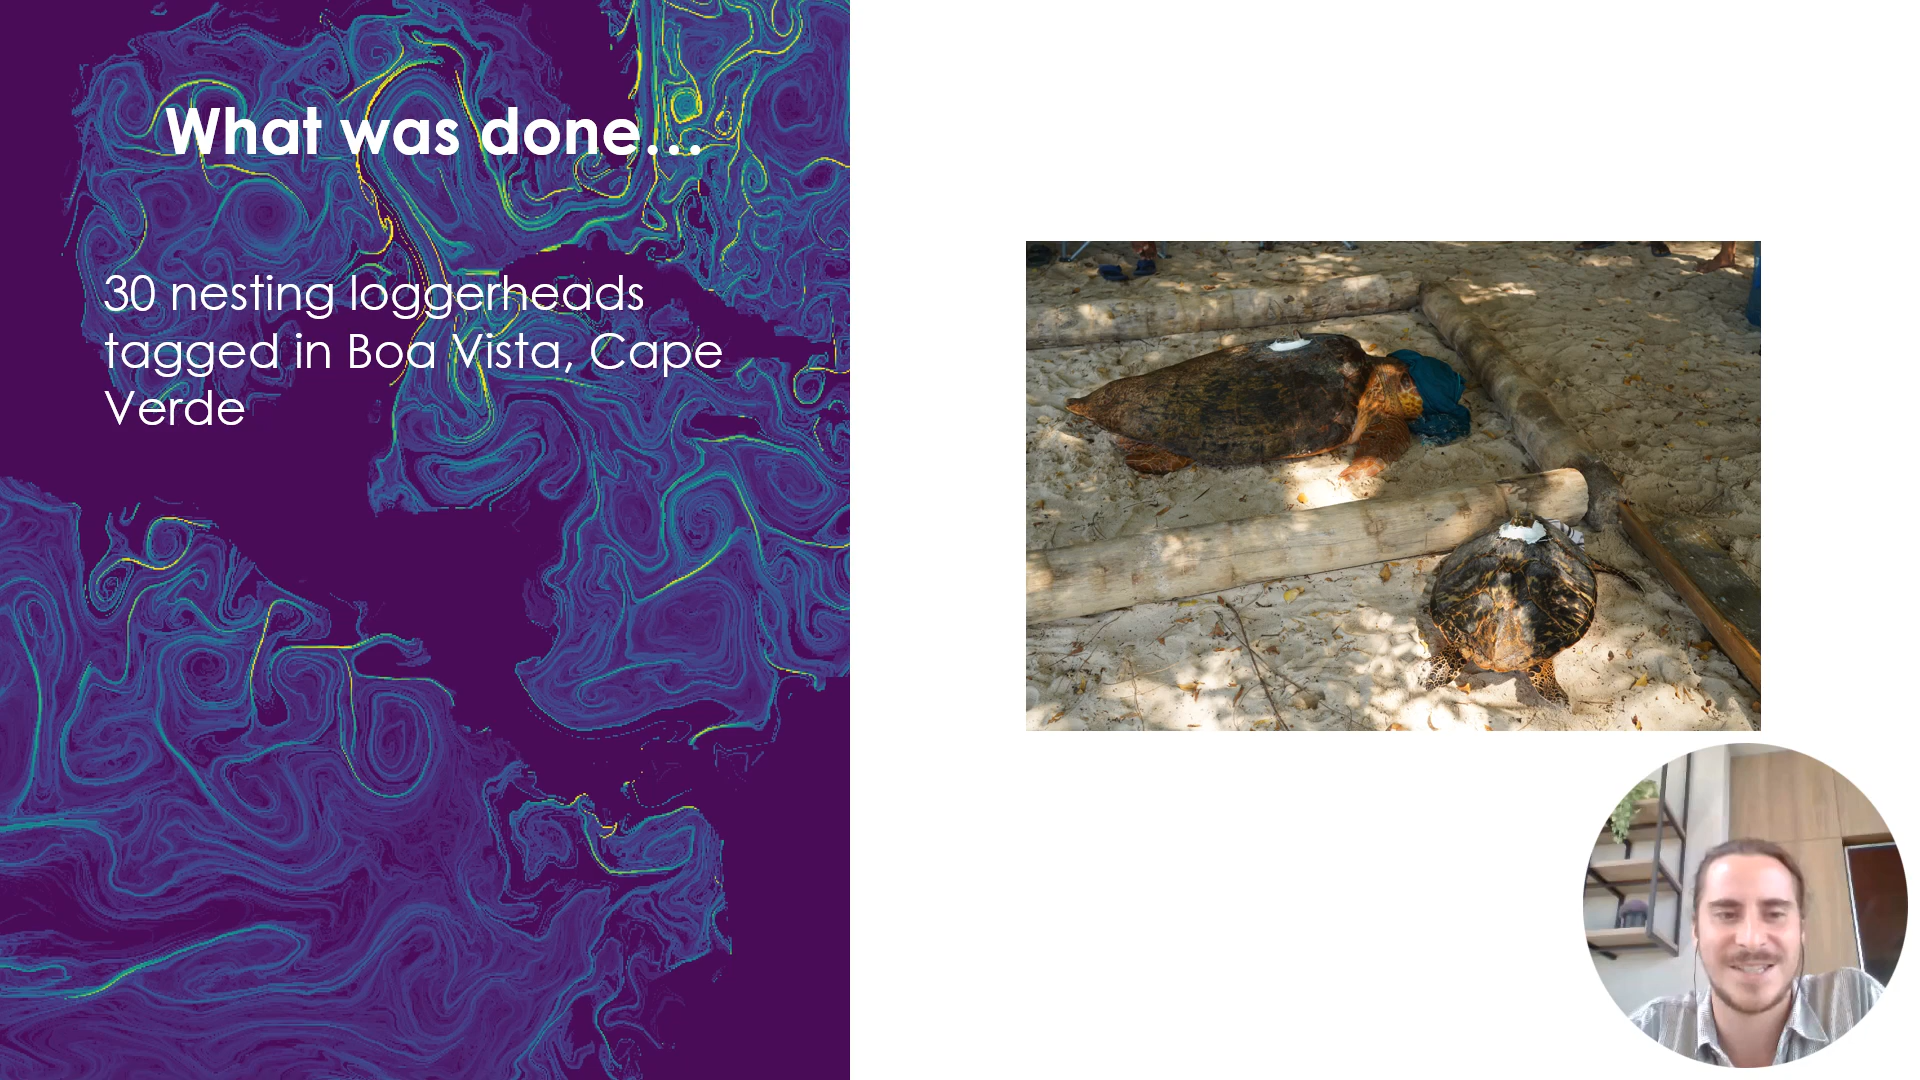 What was done...
30 nesting loggerheads
tagged in Boa Vista, Cape
Verde